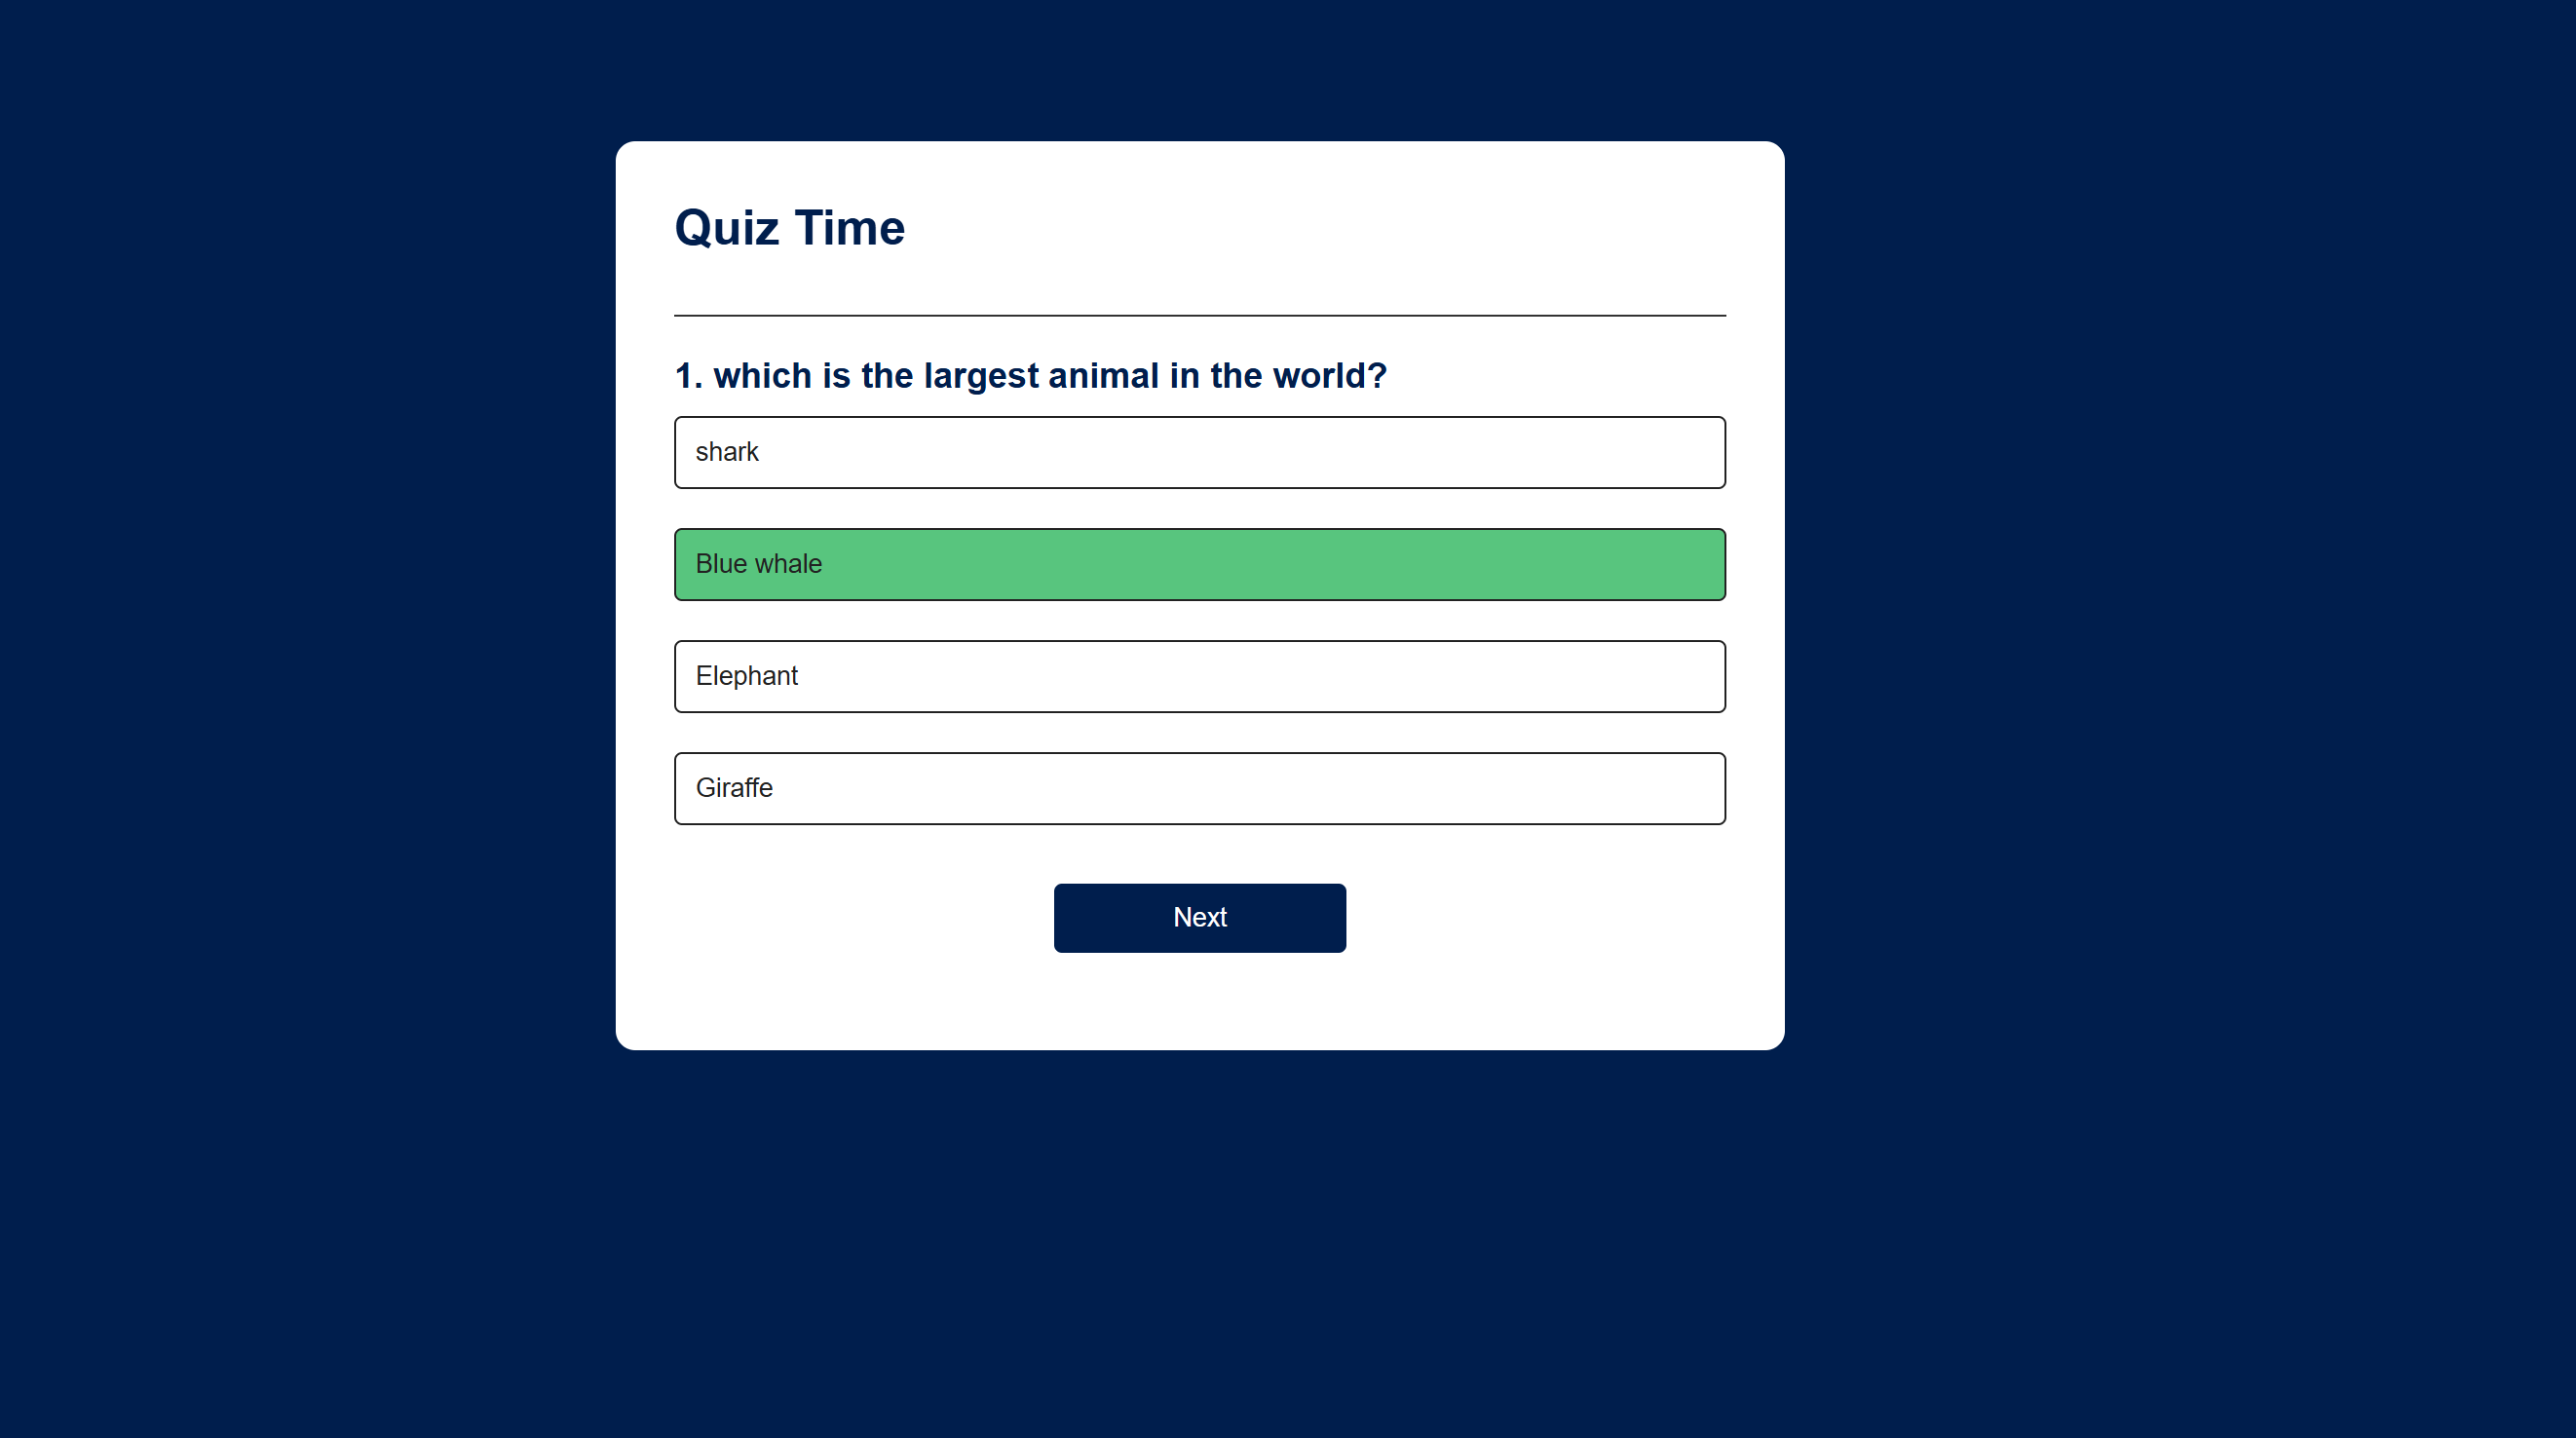 Quiz Time
1. which is the largest animal in the world?
shark
Blue whale
Elephant
Giraffe
Next